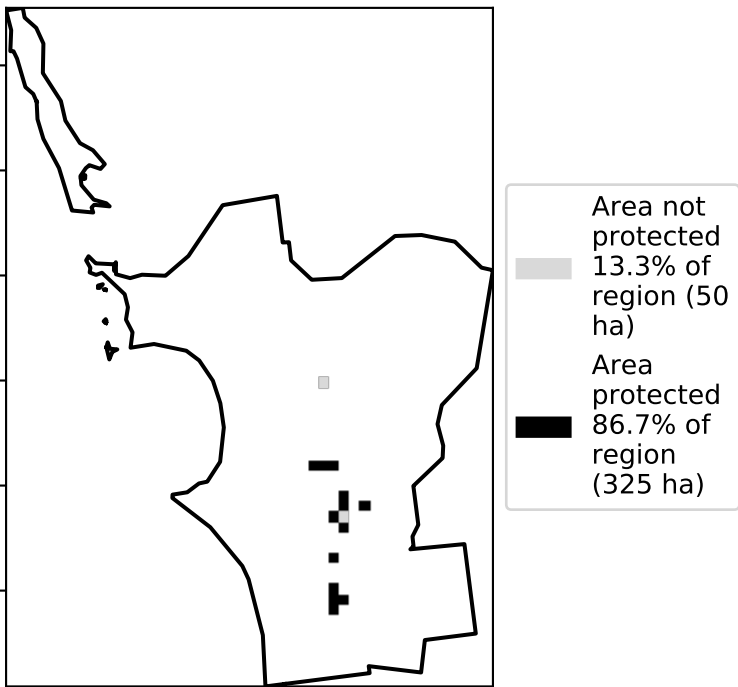 Area not
protected
13.3% of
region (50
ha)
Area
protected
86.7% of
region
(325 ha)